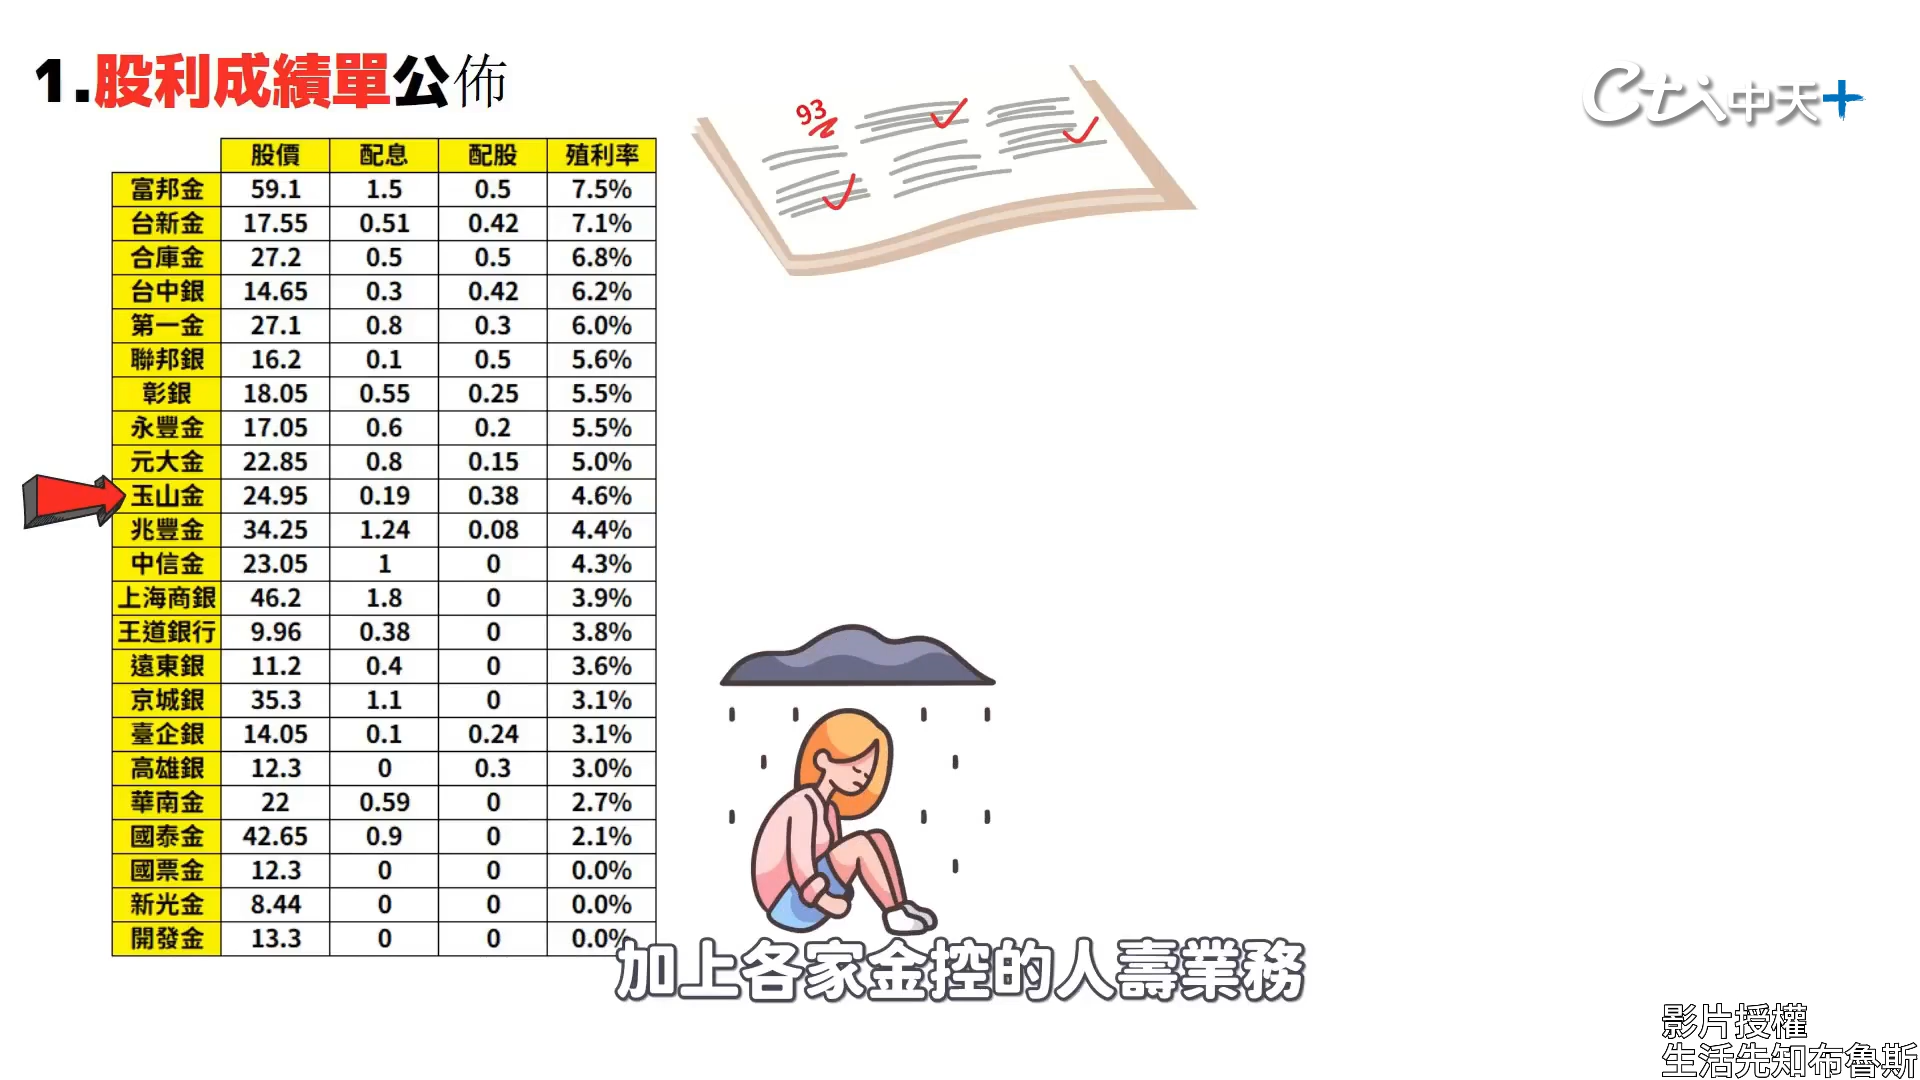 1.股利成績單公佈
93
cti中天+
股價 配息 配股 殖利率
富邦金 59.1 1.5 0.5 7.5%
台新金 17.55 0.51 0.42 7.1%
合庫金 27.2 0.5 0.5 6.8%
台中銀 14.65 0.3 0.42 6.2%
第一金 27.1 0.8 0.3 6.0%
聯邦銀 16.2 0.1 0.5 5.6%
彰銀 18.05 0.55 0.25 5.5%
永豐金 17.05 0.6 0.2 5.5%
元大金 22.85 0.8 0.15 5.0%
玉山金 24.95 0.19 0.38 4.6%
兆豐金 34.25 1.24 0.08 4.4%
中信金 23.05 1 0 4.3%
上海商銀 46.2 1.8 0 3.9%
王道銀行 9.96 0.38 0 3.8%
遠東銀 11.2 0.4 0 3.6%
京城銀 35.3 1.1 0 3.1%
臺企銀 14.05 0.1 0.24 3.1%
高雄銀 12.3 0 0.3 3.0%
華南金 22 0.59 0 2.7%
國泰金 42.65 0.9 0 2.1%
國票金 12.3 0 0 0.0%
新光金 8.44 0 0 0.0%
開發金 13.3 0 0 0.0%
加上各家金控的人壽業務
影片授權
生活先知布魯斯